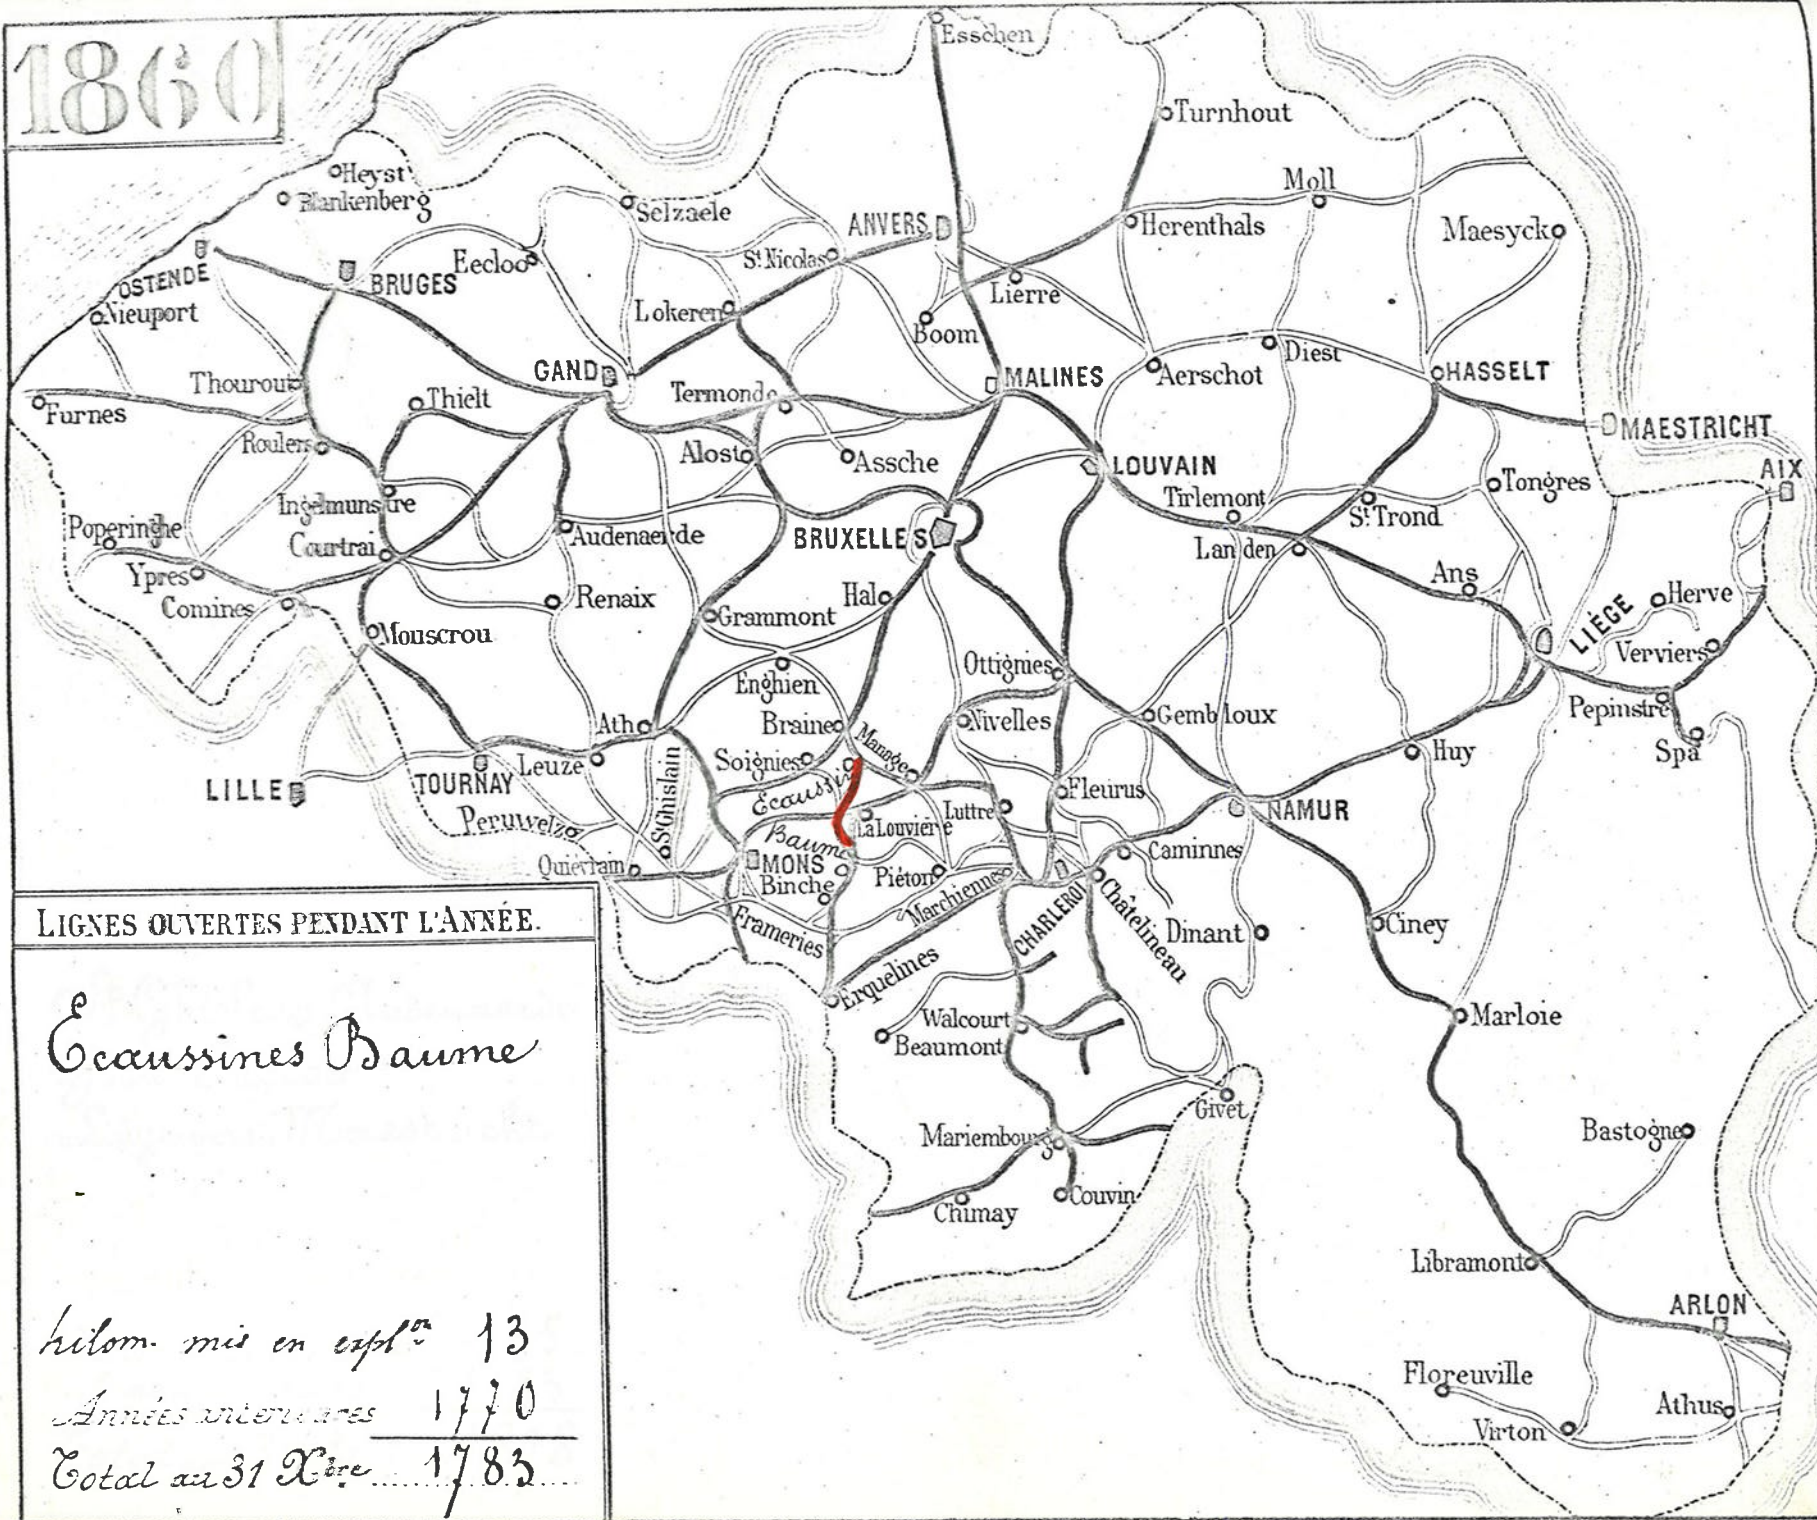 1860
Esschen
Turnhout
Heyst
Blankenberg
Moll
Selzaele
ANVERS
Herenthals
Maesyck
Eecloo
St Nicolas
OSTENDE
BRUGES
Lierre
Nieuport
Lokeren
Boom
Diest
GAND
MALINES
Aerschot
HASSELT
Thourout
Thielt
Termonde
Furnes
MAESTRICHT
Roulers
Alost
Assche
LOUVAIN
AIX
Tirlemont
Tongres
Ingelmunstre
St Trond
Poperinghe
Courtrai
Audenaerde
BRUXELLES
Landen
Ypres
Ans
Comines
Renaix
Hal
Herve
Grammont
LIÉGE
Mouscrou
Verviers
Ottignies
Enghien
Pepinstre
Ath
Braine
Nivelles
Gembloux
Manage
Huy
Spa
Soignies
LILLE
TOURNAY
Leuze
St Ghislain
Ecaussin
Fleurus
NAMUR
Peruwelz
La Louvière
Luttre
Baume
Quiévrain
MONS
Caminnes
Binche
Piéton
Marchiennes
CHARLEROI
Châtelineau
Frameries
Dinant
Ciney
Erquelines
Walcourt
Marloie
Beaumont
Givet
Mariembourg
Bastogne
Couvin
Chimay
Libramont
ARLON
Floreuville
Athus
Virton
LIGNES OUVERTES PENDANT L'ANNÉE.
Ecaussines Baume
kilom. mis en expl.on 13
Années anterieures 1770
Total au 31 Xbre 1783